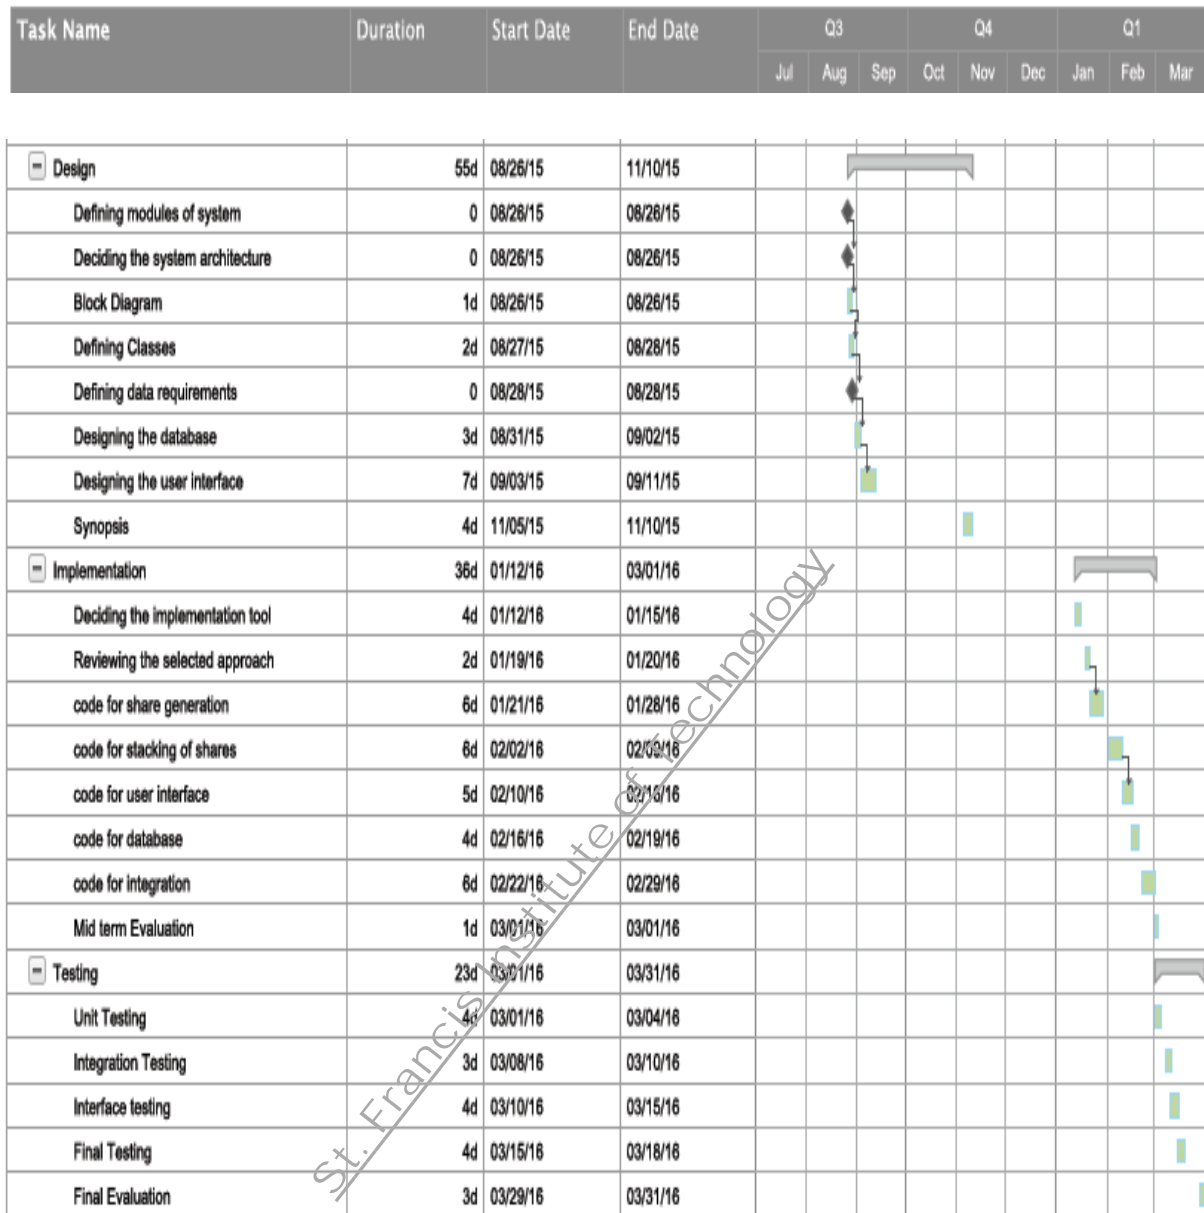 Task Name Duration Start Date End Date Q3 Q4 Q1
Jul Aug Sep Oct Nov Dec Jan Feb Mar
Design 55d 08/26/15 11/10/15
Defining modules of system 0 08/26/15 08/26/15
Deciding the system architecture 0 08/26/15 08/26/15
Block Diagram 1d 08/26/15 08/26/15
Defining Classes 2d 08/27/15 08/28/15
Defining data requirements 0 08/28/15 08/28/15
Designing the database 3d 08/31/15 09/02/15
Designing the user interface 7d 09/03/15 09/11/15
Synopsis 4d 11/05/15 11/10/15
Implementation 36d 01/12/16 03/01/16
Deciding the implementation tool 4d 01/12/16 01/15/16
Reviewing the selected approach 2d 01/19/16 01/20/16
code for share generation 6d 01/21/16 01/28/16
code for stacking of shares 6d 02/02/16 02/09/16
code for user interface 5d 02/10/16 02/16/16
code for database 4d 02/16/16 02/19/16
code for integration 6d 02/22/16 02/29/16
Mid term Evaluation 1d 03/01/16 03/01/16
Testing 23d 03/01/16 03/31/16
Unit Testing 4d 03/01/16 03/04/16
Integration Testing 3d 03/08/16 03/10/16
Interface testing 4d 03/10/16 03/15/16
Final Testing 4d 03/15/16 03/18/16
Final Evaluation 3d 03/29/16 03/31/16
St. Francis Institute of Technology